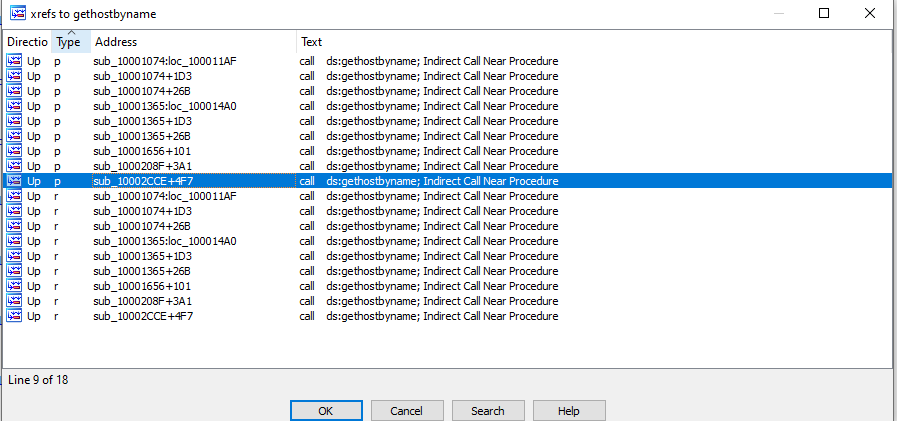 xrefs to gethostbyname
Directio Type Address Text
Up p sub_10001074:loc_100011AF call ds:gethostbyname; Indirect Call Near Procedure
Up p sub_10001074+1D3 call ds:gethostbyname; Indirect Call Near Procedure
Up p sub_10001074+26B call ds:gethostbyname; Indirect Call Near Procedure
Up p sub_10001365:loc_100014A0 call ds:gethostbyname; Indirect Call Near Procedure
Up p sub_10001365+1D3 call ds:gethostbyname; Indirect Call Near Procedure
Up p sub_10001365+26B call ds:gethostbyname; Indirect Call Near Procedure
Up p sub_10001656+101 call ds:gethostbyname; Indirect Call Near Procedure
Up p sub_1000208F+3A1 call ds:gethostbyname; Indirect Call Near Procedure
Up p sub_10002CCE+4F7 call ds:gethostbyname; Indirect Call Near Procedure
Up r sub_10001074:loc_100011AF call ds:gethostbyname; Indirect Call Near Procedure
Up r sub_10001074+1D3 call ds:gethostbyname; Indirect Call Near Procedure
Up r sub_10001074+26B call ds:gethostbyname; Indirect Call Near Procedure
Up r sub_10001365:loc_100014A0 call ds:gethostbyname; Indirect Call Near Procedure
Up r sub_10001365+1D3 call ds:gethostbyname; Indirect Call Near Procedure
Up r sub_10001365+26B call ds:gethostbyname; Indirect Call Near Procedure
Up r sub_10001656+101 call ds:gethostbyname; Indirect Call Near Procedure
Up r sub_1000208F+3A1 call ds:gethostbyname; Indirect Call Near Procedure
Up r sub_10002CCE+4F7 call ds:gethostbyname; Indirect Call Near Procedure
Line 9 of 18
OK Cancel Search Help